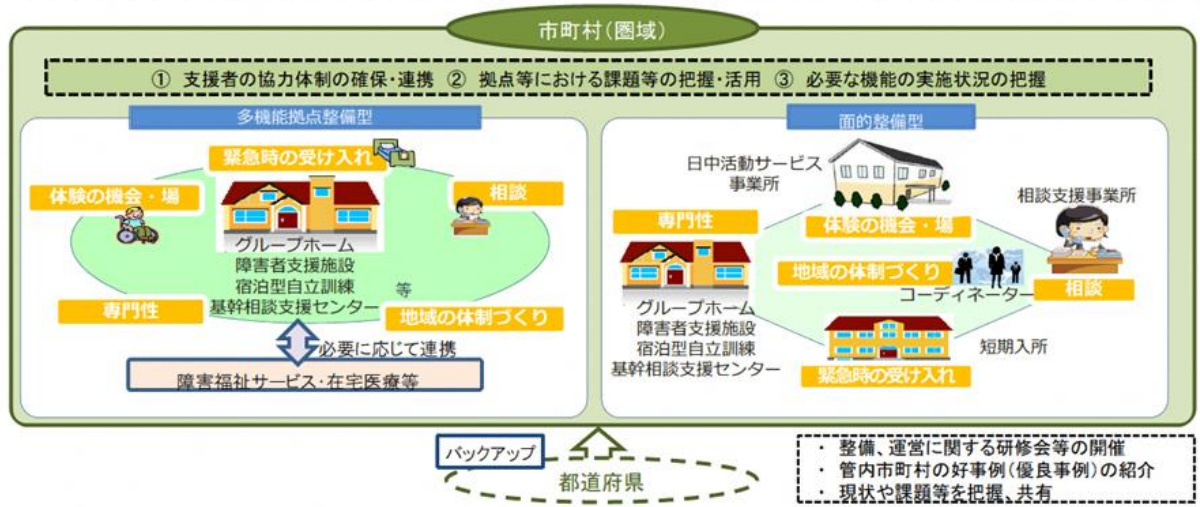 市町村(圏域)
① 支援者の協力体制の確保・連携 ② 拠点等における課題等の把握・活用 ③ 必要な機能の実施状況の把握
多機能拠点整備型
緊急時の受け入れ
体験の機会・場
相談
グループホーム
障害者支援施設
宿泊型自立訓練
基幹相談支援センター
等
専門性
地域の体制づくり
必要に応じて連携
障害福祉サービス・在宅医療等
面的整備型
日中活動サービス
事業所
相談支援事業所
専門性
体験の機会・場
地域の体制づくり
コーディネーター
相談
グループホーム
障害者支援施設
宿泊型自立訓練
基幹相談支援センター
短期入所
緊急時の受け入れ
バックアップ
都道府県
・ 整備、運営に関する研修会等の開催
・ 管内市町村の好事例(優良事例)の紹介
・ 現状や課題等を把握、共有